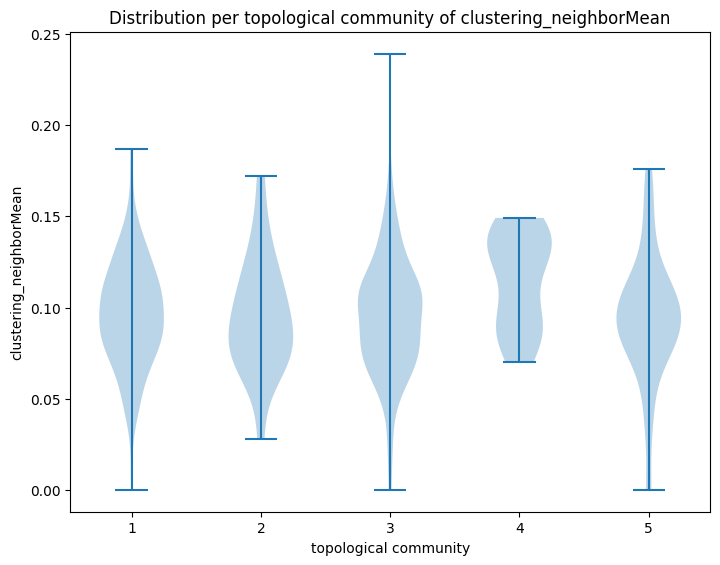 Distribution per topological community of clustering_neighborMean
0.25
0.20
0.15
0.10
0.05
0.00
clustering_neighborMean
1 2 3 4 5
topological community